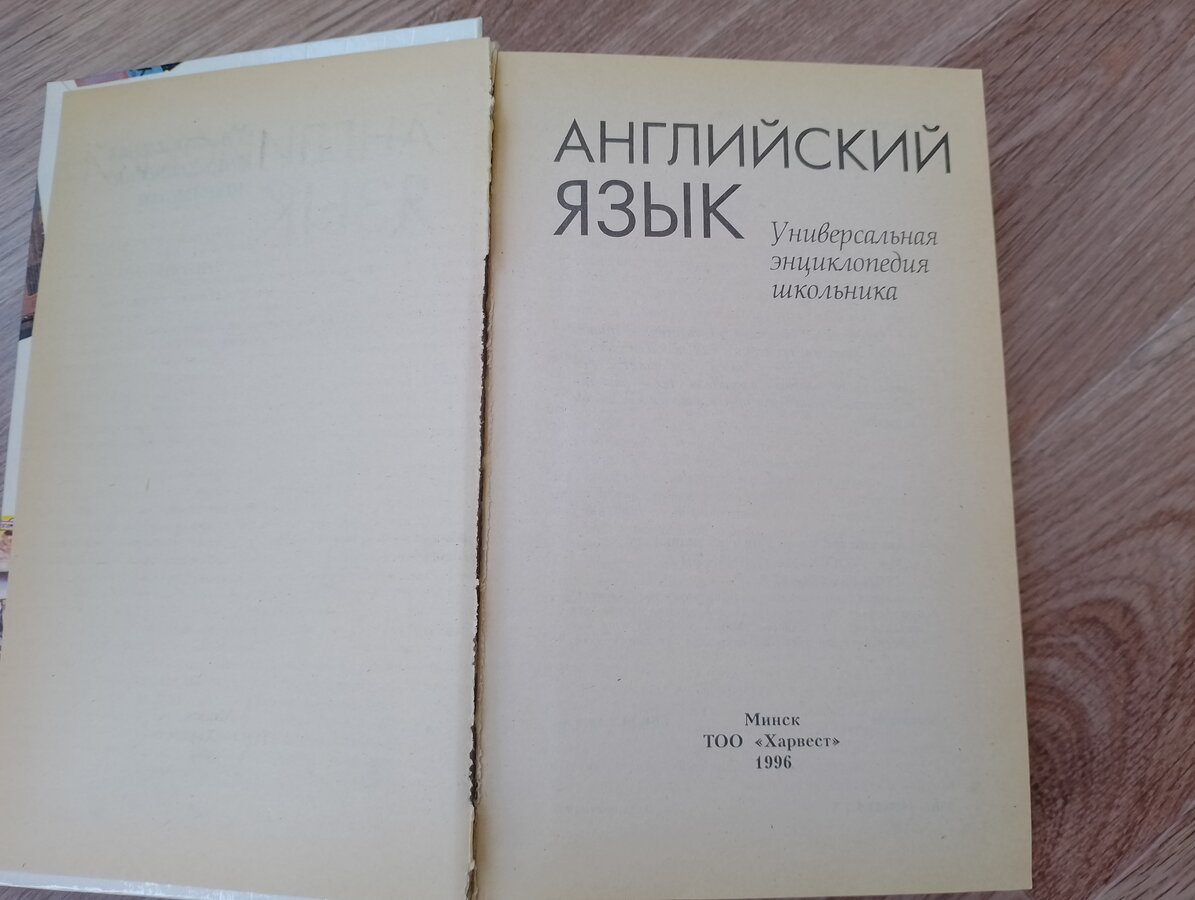 АНГЛИЙСКИЙ
ЯЗЫК
Универсальная
энциклопедия
школьника
Минск
ТОО «Харвест»
1996